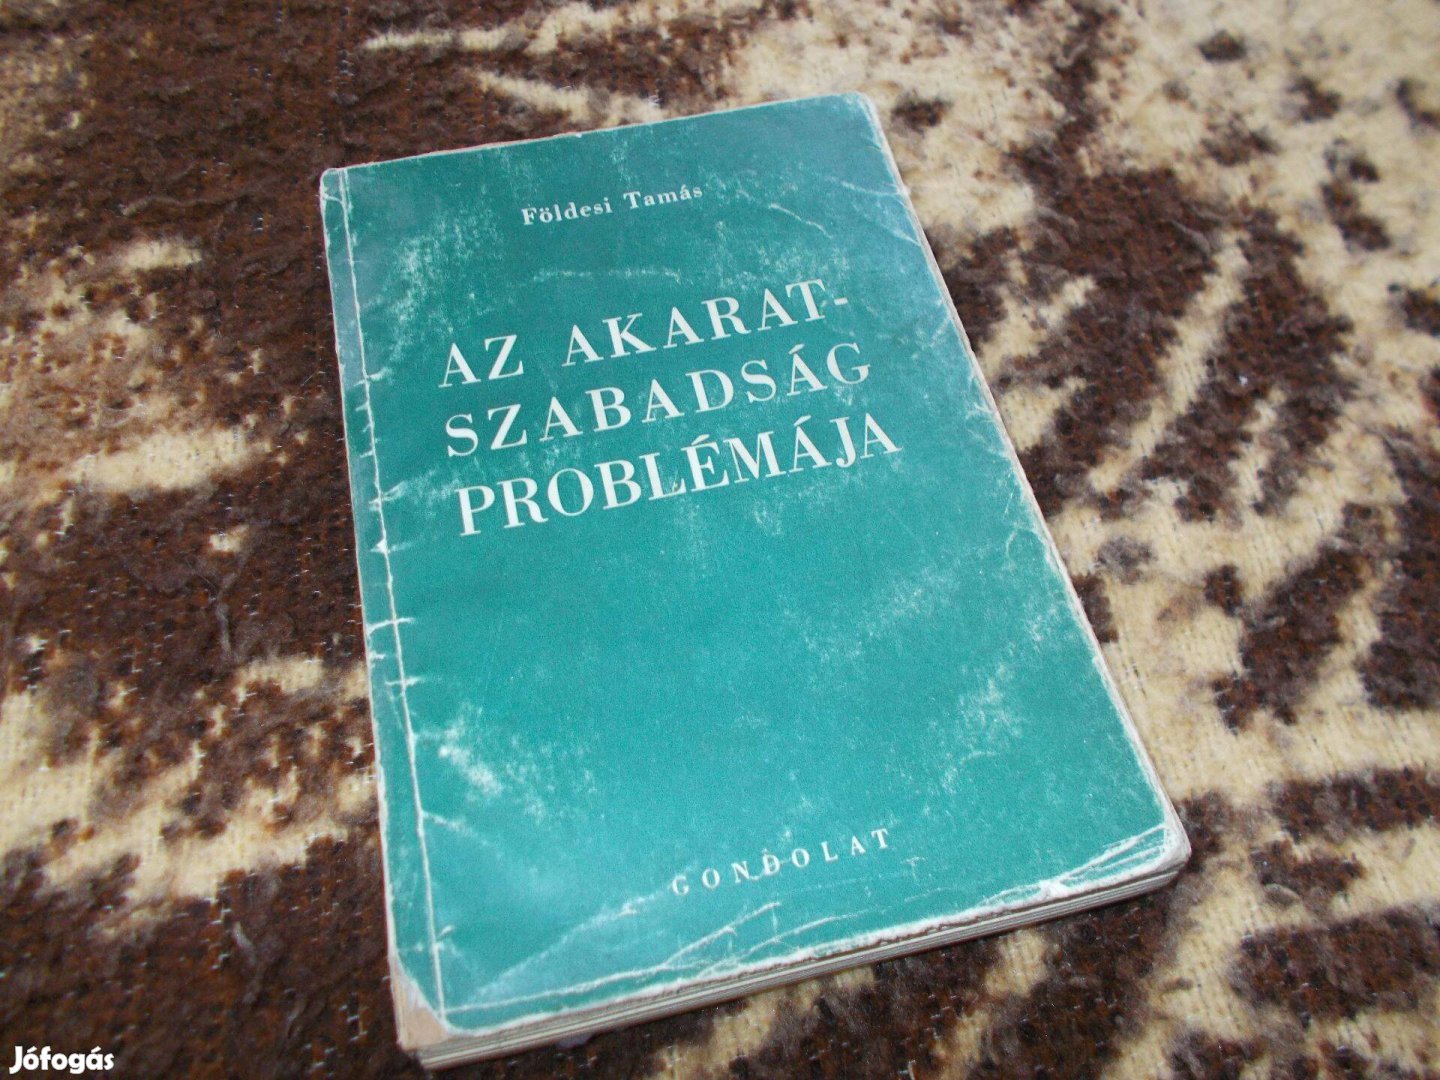 Földesi Tamás
AZ AKARAT-
SZABADSÁG
PROBLÉMÁJA
GONDOLAT
Jófogás